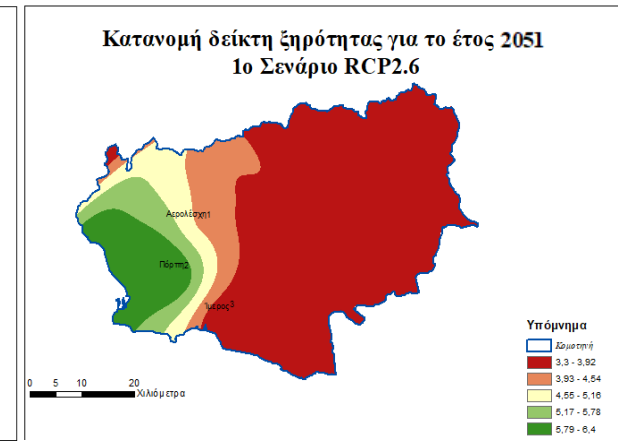 Κατανομή δείκτη ξηρότητας για το έτος 2051
1ο Σενάριο RCP2.6
Αερολέσχη1
Πόρπη2
Ίμερος3
Υπόμνημα
Κομοτηνή
3,3 - 3,92
3,93 - 4,54
4,55 - 5,16
5,17 - 5,78
5,79 - 6,4
0 5 10 20
Χιλιόμετρα